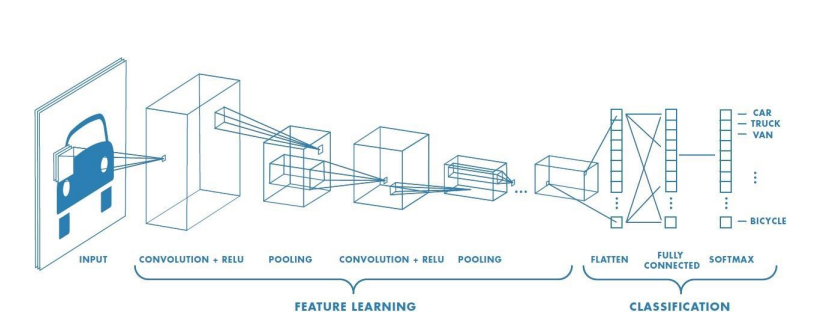 CAR
TRUCK
VAN
BICYCLE
INPUT
CONVOLUTION + RELU
POOLING
CONVOLUTION + RELU
POOLING
FLATTEN
FULLY
CONNECTED
SOFTMAX
FEATURE LEARNING
CLASSIFICATION